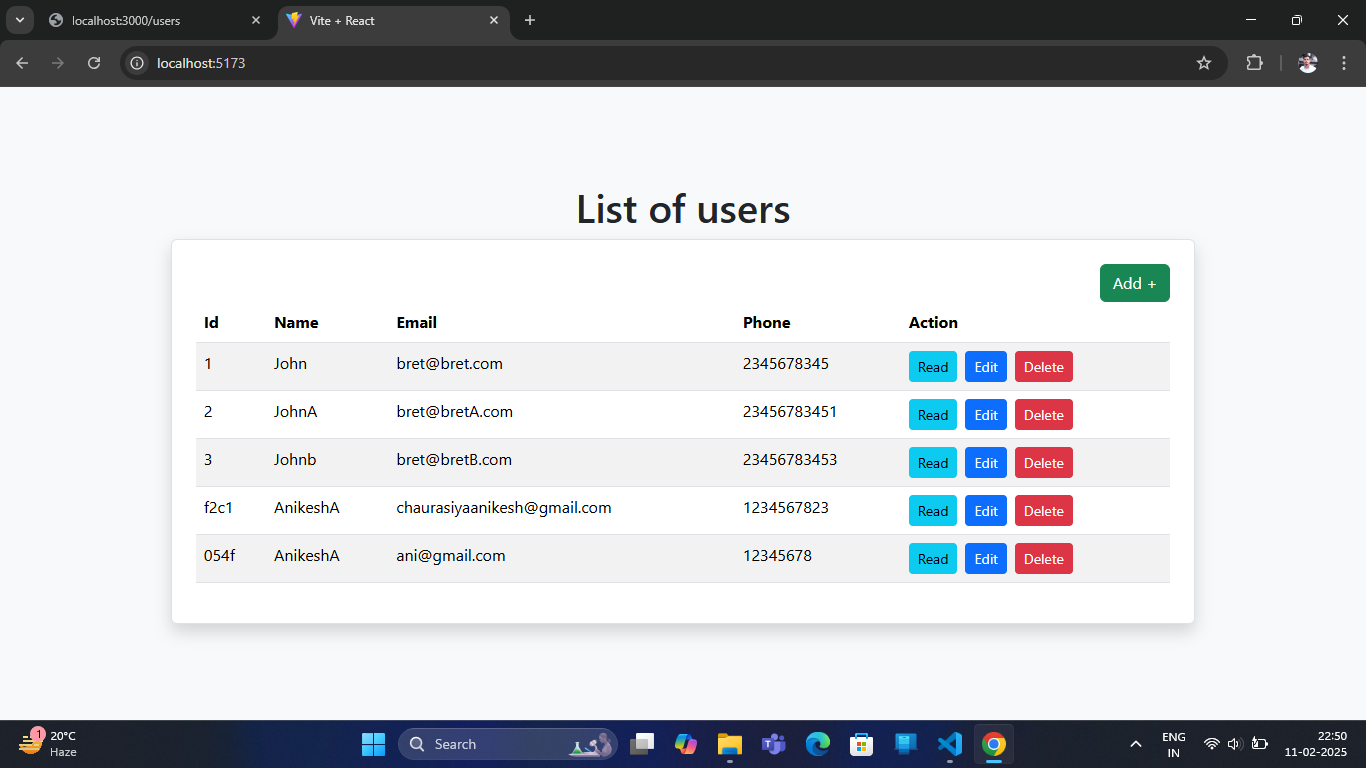 localhost:3000/users
Vite + React
localhost:5173
List of users
Add +
Id Name Email Phone Action
1 John bret@bret.com 2345678345 Read Edit Delete
2 JohnA bret@bretA.com 23456783451 Read Edit Delete
3 Johnb bret@bretB.com 23456783453 Read Edit Delete
f2c1 AnikeshA chaurasiyaanikesh@gmail.com 1234567823 Read Edit Delete
054f AnikeshA ani@gmail.com 12345678 Read Edit Delete
1
20°C
Haze
Search
ENG
IN
22:50
11-02-2025